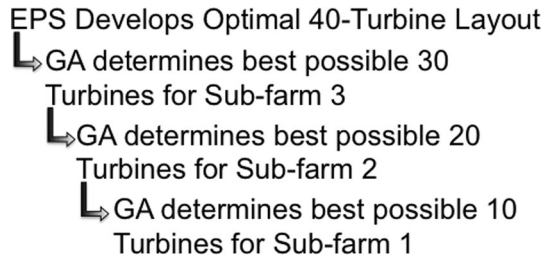 EPS Develops Optimal 40-Turbine Layout
GA determines best possible 30
Turbines for Sub-farm 3
GA determines best possible 20
Turbines for Sub-farm 2
GA determines best possible 10
Turbines for Sub-farm 1